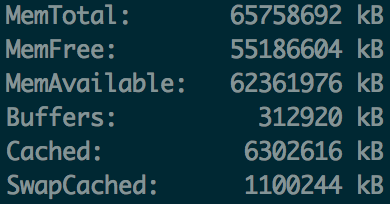 MemTotal:       65758692 kB
MemFree:        55186604 kB
MemAvailable:   62361976 kB
Buffers:          312920 kB
Cached:          6302616 kB
SwapCached:      1100244 kB